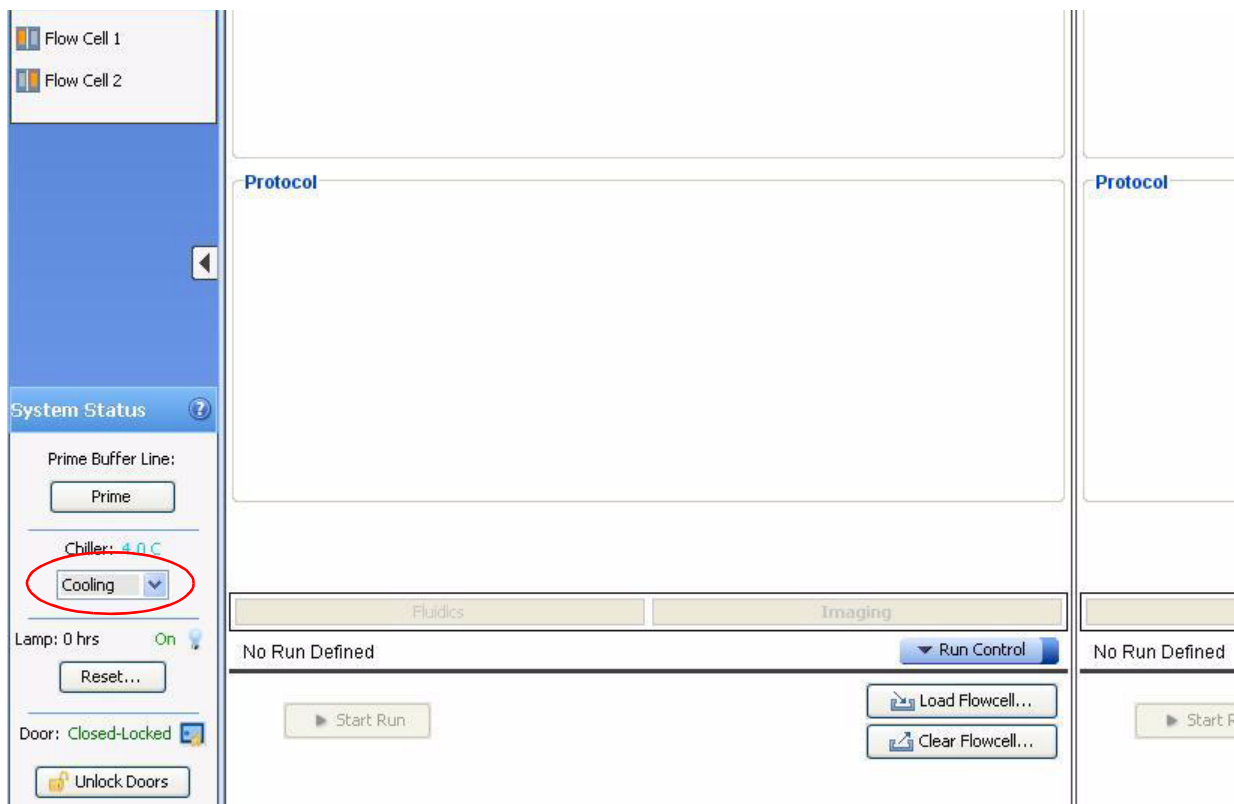 Flow Cell 1
Flow Cell 2
System Status
Prime Buffer Line:
Prime
Chiller: 4.0 C
Cooling
Lamp: 0 hrs On
Reset...
Door: Closed-Locked
Unlock Doors
Protocol
Fluidics Imaging
No Run Defined Run Control
Start Run
Load Flowcell...
Clear Flowcell...
Protocol
No Run Defined
Start R